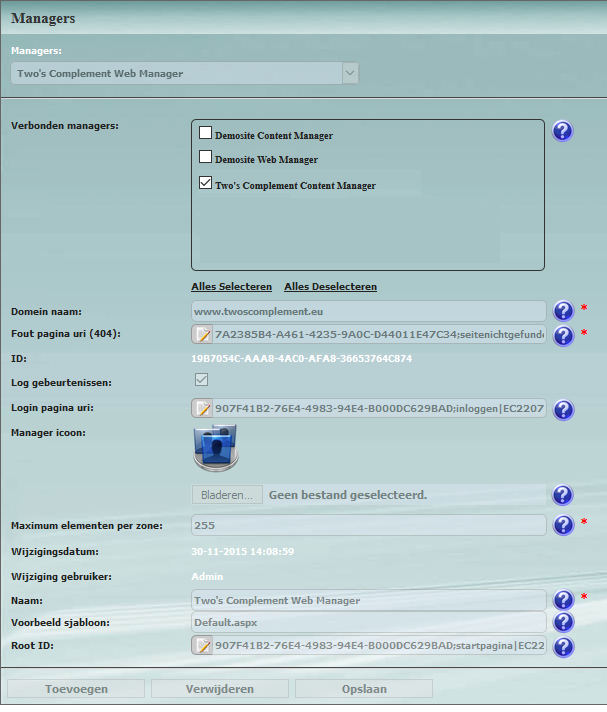 Managers
Managers:
Two's Complement Web Manager
Verbonden managers:
Demosite Content Manager
Demosite Web Manager
Two's Complement Content Manager
Alles Selecteren Alles Deselecteren
Domein naam: www.twoscomplement.eu *
Fout pagina uri (404): 7A2385B4-A461-4235-9A0C-D44011E47C34;seitenichtgefunde *
ID: 19B7054C-AAA8-4AC0-AFA8-36653764C874
Log gebeurtenissen:
Login pagina uri: 907F41B2-76E4-4983-94E4-B000DC629BAD;inloggen|EC2207
Manager icoon:
Bladeren... Geen bestand geselecteerd.
Maximum elementen per zone: 255 *
Wijzigingsdatum: 30-11-2015 14:08:59
Wijziging gebruiker: Admin
Naam: Two's Complement Web Manager *
Voorbeeld sjabloon: Default.aspx
Root ID: 907F41B2-76E4-4983-94E4-B000DC629BAD;startpagina|EC22
Toevoegen Verwijderen Opslaan